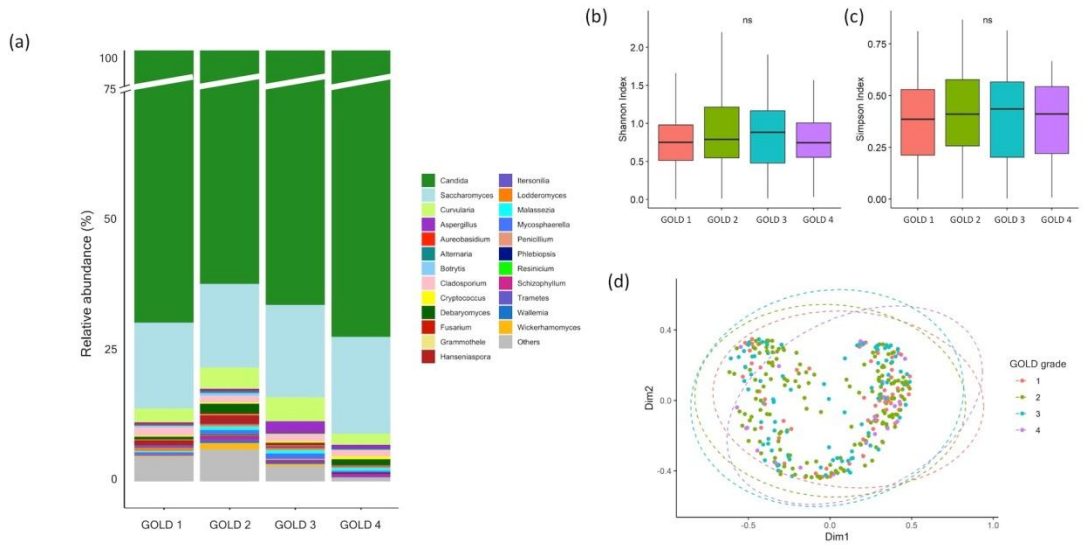 (a)
100
75
50
25
0
Relative abundance (%)
GOLD 1 GOLD 2 GOLD 3 GOLD 4
Candida
Saccharomyces
Curvularia
Aspergillus
Aureobasidium
Alternaria
Botrytis
Cladosporium
Cryptococcus
Debaryomyces
Fusarium
Grammothele
Hanseniaspora
Itersonilia
Lodderomyces
Malassezia
Mycosphaerella
Penicillium
Phlebiopsis
Resinicium
Schizophyllum
Trametes
Wallemia
Wickerhamomyces
Others
(b)
ns
2.0
1.5
1.0
0.5
0.0
Shannon Index
GOLD 1 GOLD 2 GOLD 3 GOLD 4
(c)
ns
0.75
0.50
0.25
0.00
Simpson Index
GOLD 1 GOLD 2 GOLD 3 GOLD 4
(d)
0.4
0.0
-0.4
Dim2
-0.5 0.0 0.5 1.0
Dim1
GOLD grade
1
2
3
4